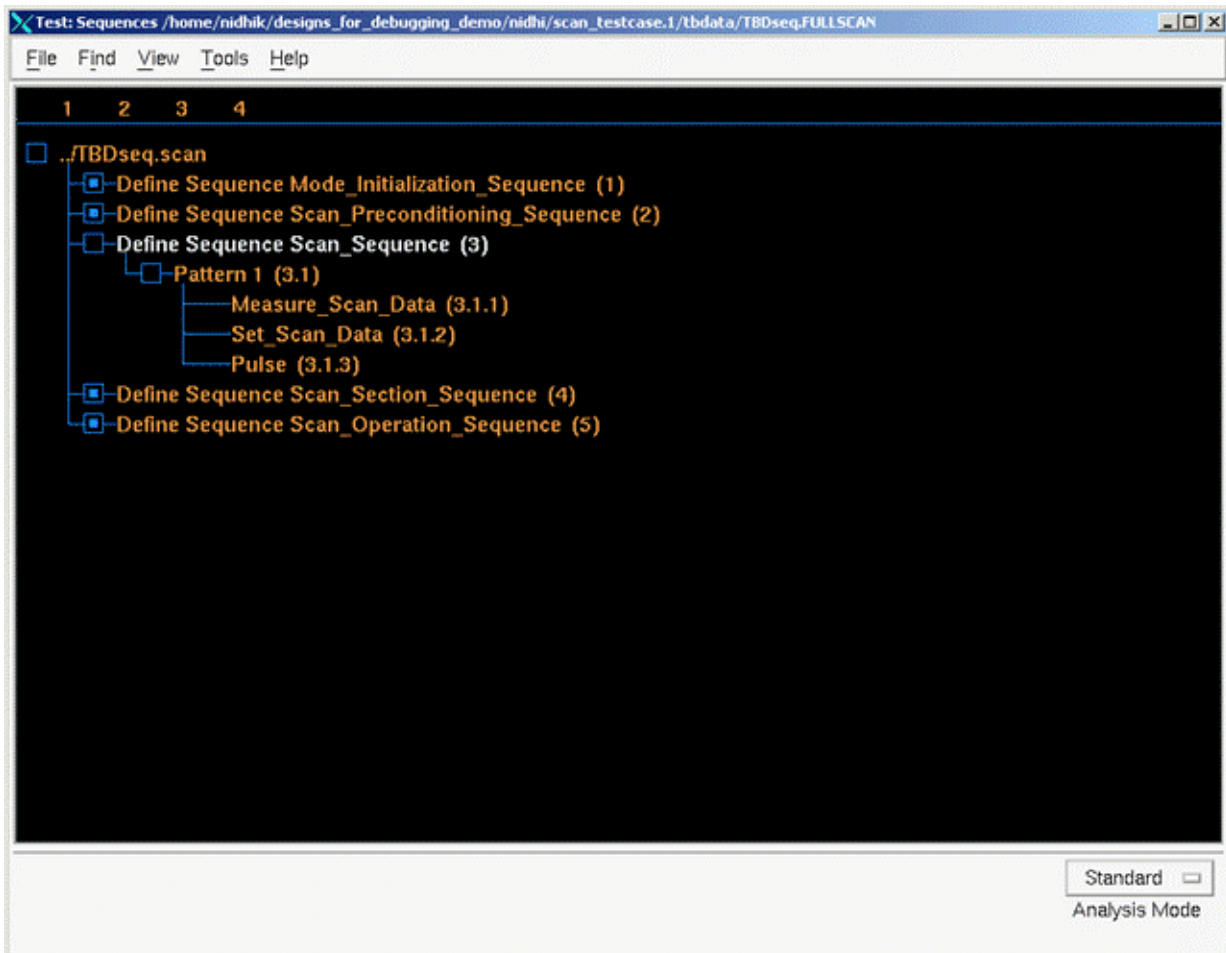 Test: Sequences /home/nidhik/designs_for_debugging_demo/nidhi/scan_testcase.1/tbdata/TBDseq.FULLSCAN
File Find View Tools Help
1 2 3 4
../TBDseq.scan
Define Sequence Mode_Initialization_Sequence (1)
Define Sequence Scan_Preconditioning_Sequence (2)
Define Sequence Scan_Sequence (3)
Pattern 1 (3.1)
Measure_Scan_Data (3.1.1)
Set_Scan_Data (3.1.2)
Pulse (3.1.3)
Define Sequence Scan_Section_Sequence (4)
Define Sequence Scan_Operation_Sequence (5)
Standard
Analysis Mode